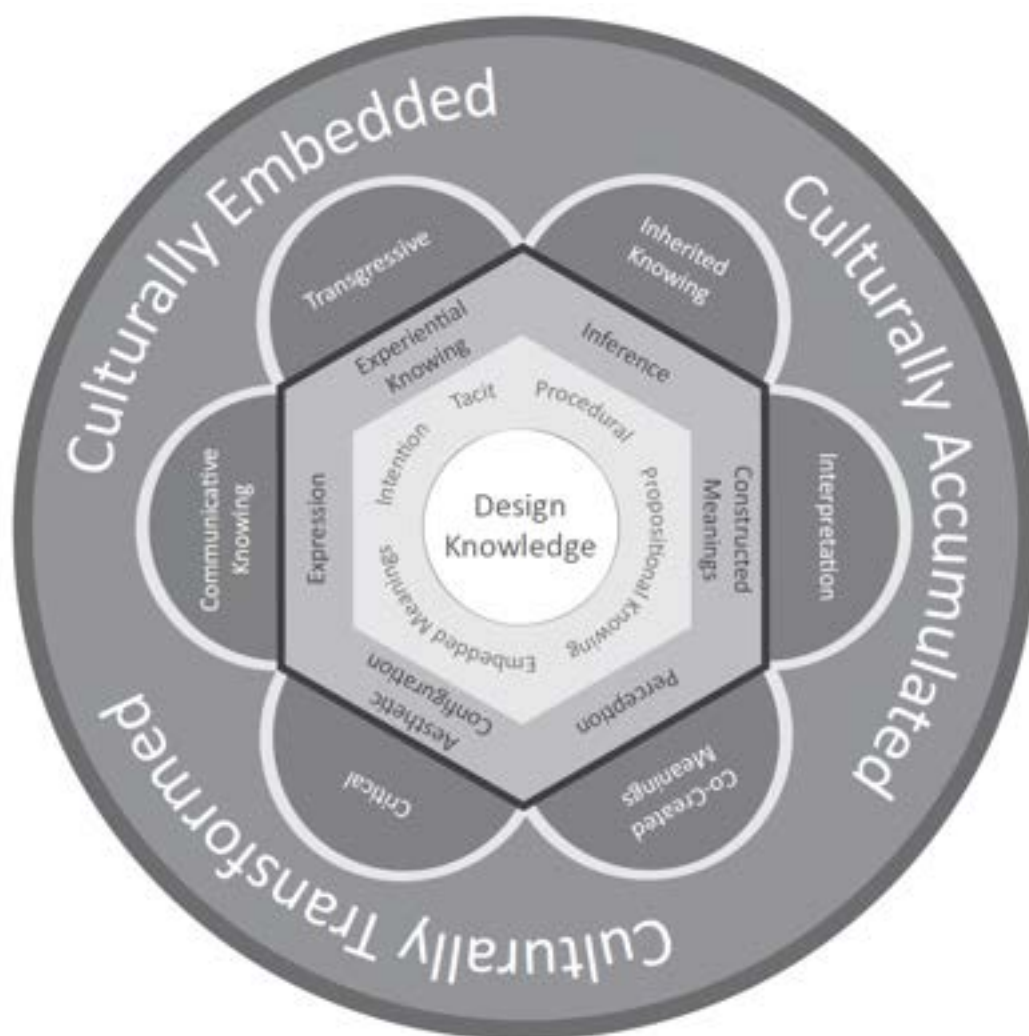 Culturally Embedded
Culturally Accumulated
Culturally Transformed
Transgressive
Inherited
Knowing
Interpretation
Co-Created
Meanings
Critical
Communicative
Knowing
Experiential
Knowing
Inference
Constructed
Meanings
Perception
Aesthetic
Configuration
Expression
Tacit
Procedural
Propositional Knowing
Embedded Meanings
Intention
Design
Knowledge